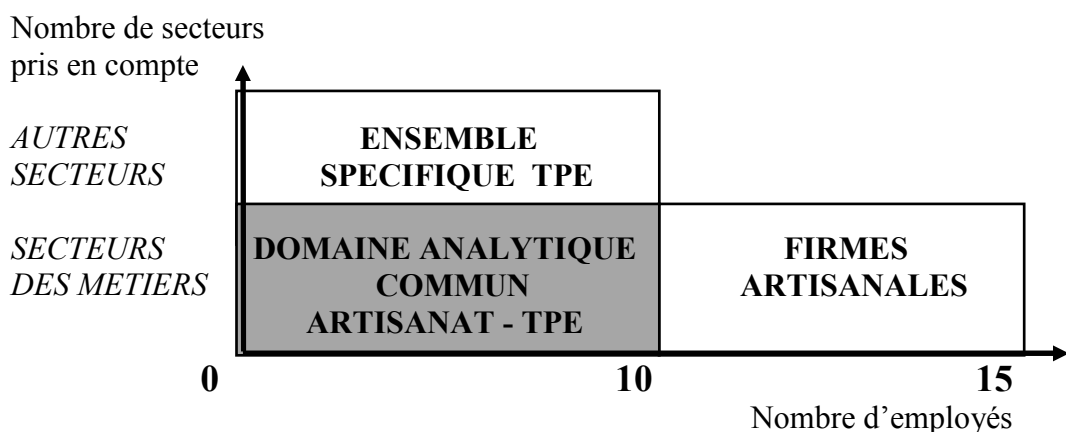 Nombre de secteurs
pris en compte
AUTRES
SECTEURS
ENSEMBLE
SPECIFIQUE TPE
SECTEURS
DES METIERS
DOMAINE ANALYTIQUE
COMMUN
ARTISANAT - TPE
FIRMES
ARTISANALES
0
10
15
Nombre d’employés